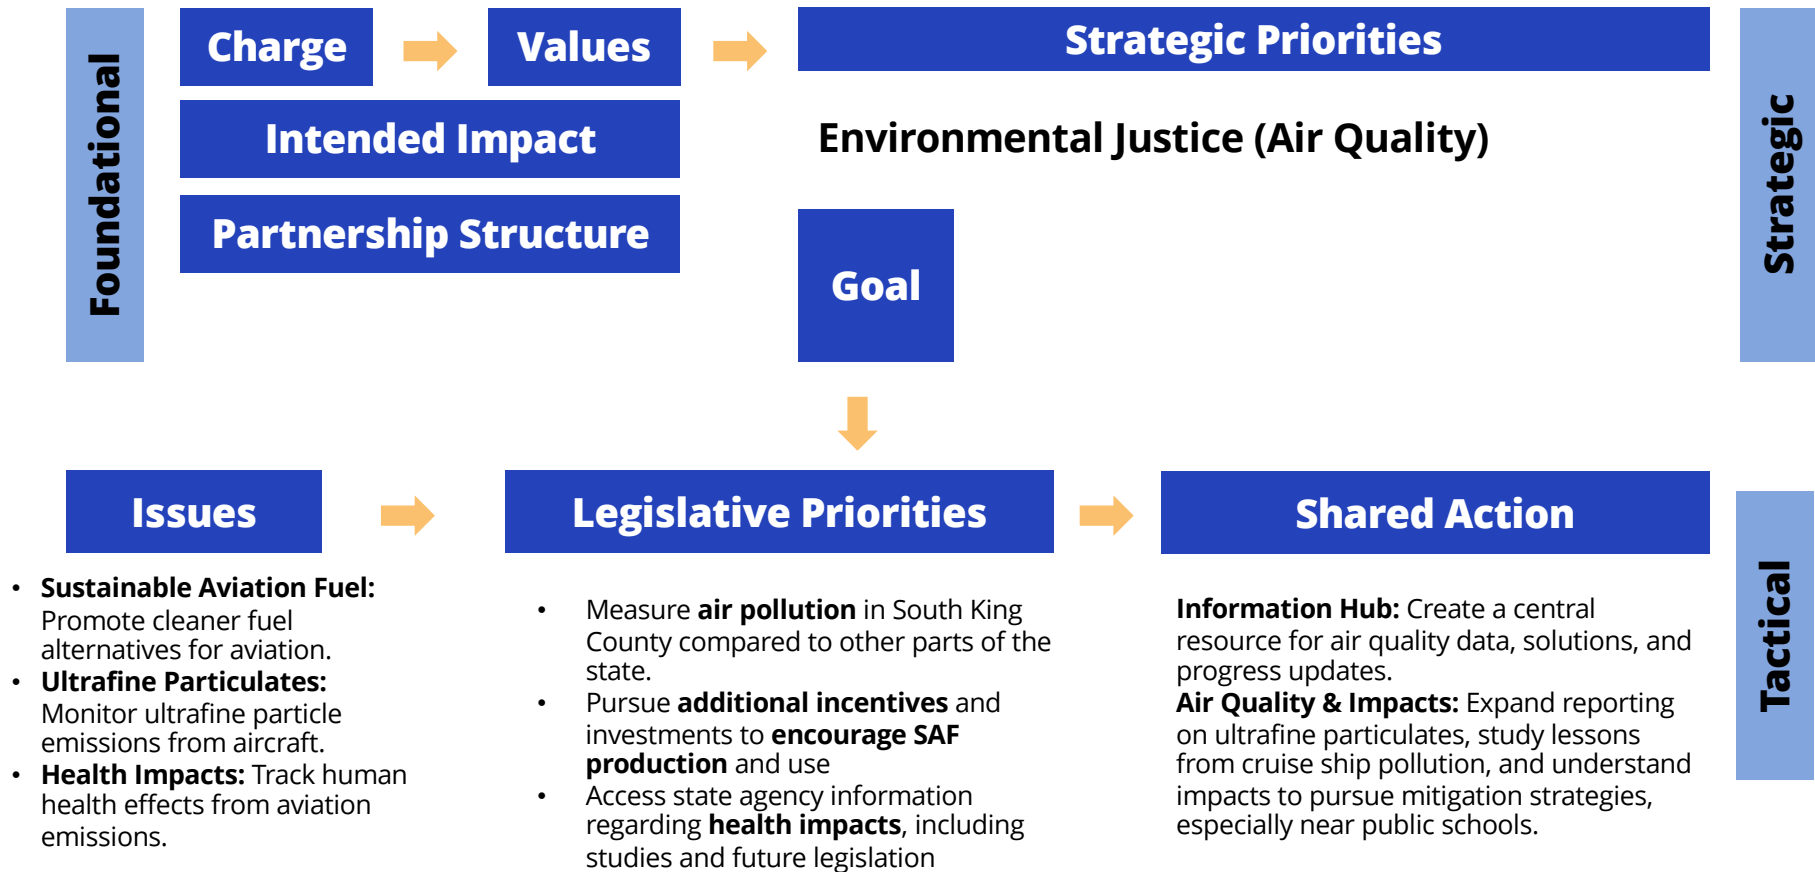 Foundational
Charge
Values
Strategic Priorities
Intended Impact
Environmental Justice (Air Quality)
Partnership Structure
Goal
Strategic
Issues
Legislative Priorities
Shared Action
• Sustainable Aviation Fuel:
Promote cleaner fuel
alternatives for aviation.
• Ultrafine Particulates:
Monitor ultrafine particle
emissions from aircraft.
• Health Impacts: Track human
health effects from aviation
emissions.
• Measure air pollution in South King
County compared to other parts of the
state.
• Pursue additional incentives and
investments to encourage SAF
production and use
• Access state agency information
regarding health impacts, including
studies and future legislation
Information Hub: Create a central
resource for air quality data, solutions, and
progress updates.
Air Quality & Impacts: Expand reporting
on ultrafine particulates, study lessons
from cruise ship pollution, and understand
impacts to pursue mitigation strategies,
especially near public schools.
Tactical